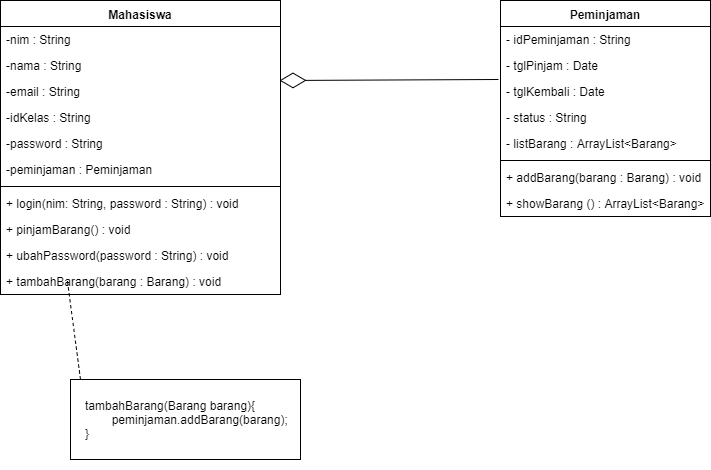 Mahasiswa
-nim : String
-nama : String
-email : String
-idKelas : String
-password : String
-peminjaman : Peminjaman
+ login(nim: String, password : String) : void
+ pinjamBarang() : void
+ ubahPassword(password : String) : void
+ tambahBarang(barang : Barang) : void
Peminjaman
- idPeminjaman : String
- tglPinjam : Date
- tglKembali : Date
- status : String
- listBarang : ArrayList<Barang>
+ addBarang(barang : Barang) : void
+ showBarang () : ArrayList<Barang>
tambahBarang(Barang barang){
peminjaman.addBarang(barang);
}